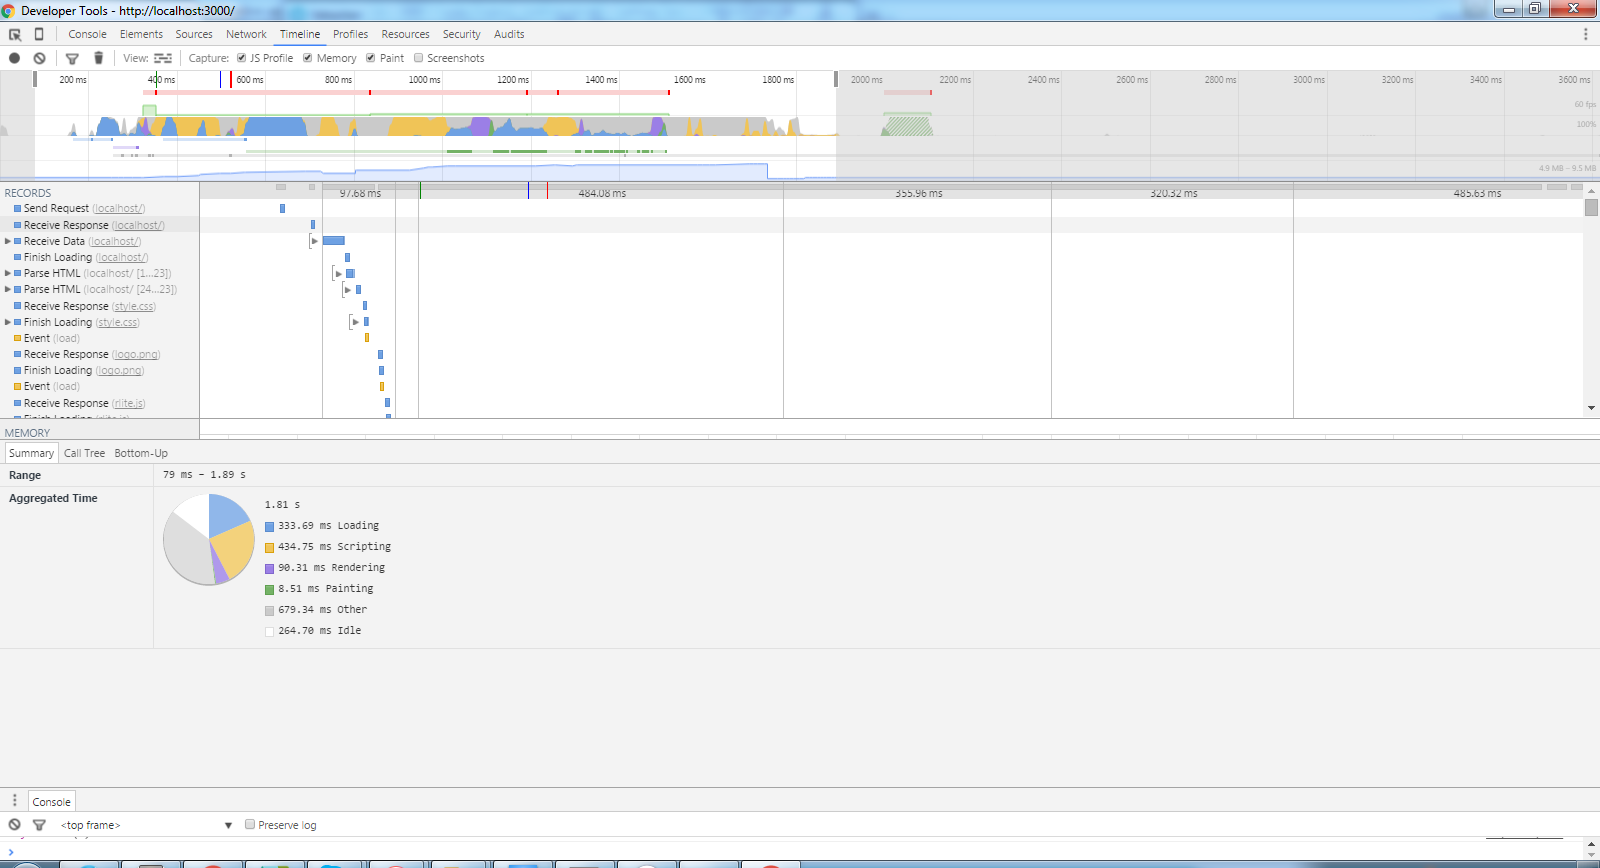 Developer Tools - http://localhost:3000/
Console Elements Sources Network Timeline Profiles Resources Security Audits
View: Capture: JS Profile Memory Paint Screenshots
200 ms 400 ms 600 ms 800 ms 1000 ms 1200 ms 1400 ms 1600 ms 1800 ms 2000 ms 2200 ms 2400 ms 2600 ms 2800 ms 3000 ms 3200 ms 3400 ms 3600 ms
60 fps
100%
4.9 MB – 9.5 MB
RECORDS 97.68 ms 484.08 ms 355.96 ms 320.32 ms 485.63 ms
Send Request (localhost/)
Receive Response (localhost/)
Receive Data (localhost/)
Finish Loading (localhost/)
Parse HTML (localhost/ [1...23])
Parse HTML (localhost/ [24...23])
Receive Response (style.css)
Finish Loading (style.css)
Event (load)
Receive Response (logo.png)
Finish Loading (logo.png)
Event (load)
Receive Response (rlite.js)
Finish Loading (rlite.js)
MEMORY
Summary Call Tree Bottom-Up
Range 79 ms – 1.89 s
Aggregated Time
1.81 s
333.69 ms Loading
434.75 ms Scripting
90.31 ms Rendering
8.51 ms Painting
679.34 ms Other
264.70 ms Idle
Console
<top frame> Preserve log